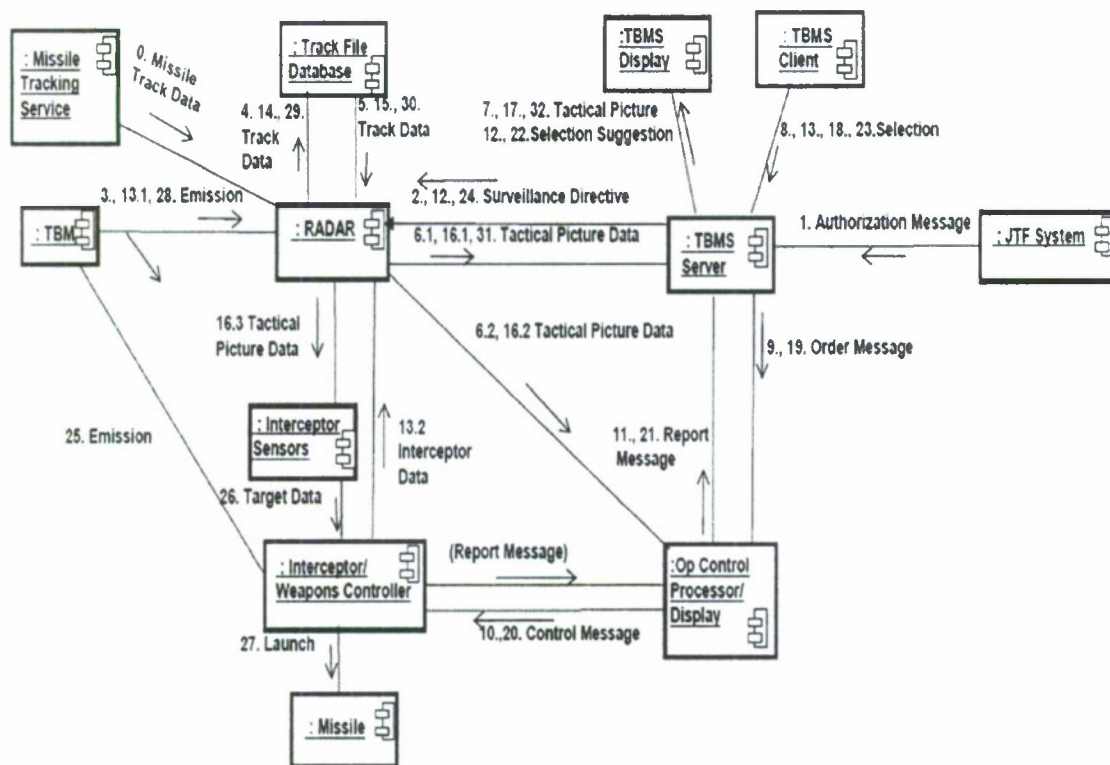 : Missile
Tracking
Service
0. Missile
Track Data
: Track File
Database
:TBMS
Display
: TBMS
Client
4. 14., 29.
Track
Data
5. 15., 30.
Track Data
7., 17., 32. Tactical Picture
12., 22.Selection Suggestion
8., 13., 18., 23.Selection
3., 13.1, 28. Emission
2., 12., 24. Surveillance Directive
1. Authorization Message
: TBM
: RADAR
6.1, 16.1, 31. Tactical Picture Data
: TBMS
Server
: JTF System
16.3 Tactical
Picture Data
6.2, 16.2 Tactical Picture Data
9., 19. Order Message
25. Emission
: Interceptor
Sensors
13.2
Interceptor
Data
11., 21. Report
Message
26. Target Data
: Interceptor/
Weapons Controller
(Report Message)
:Op Control
Processor/
Display
10.,20. Control Message
27. Launch
: Missile